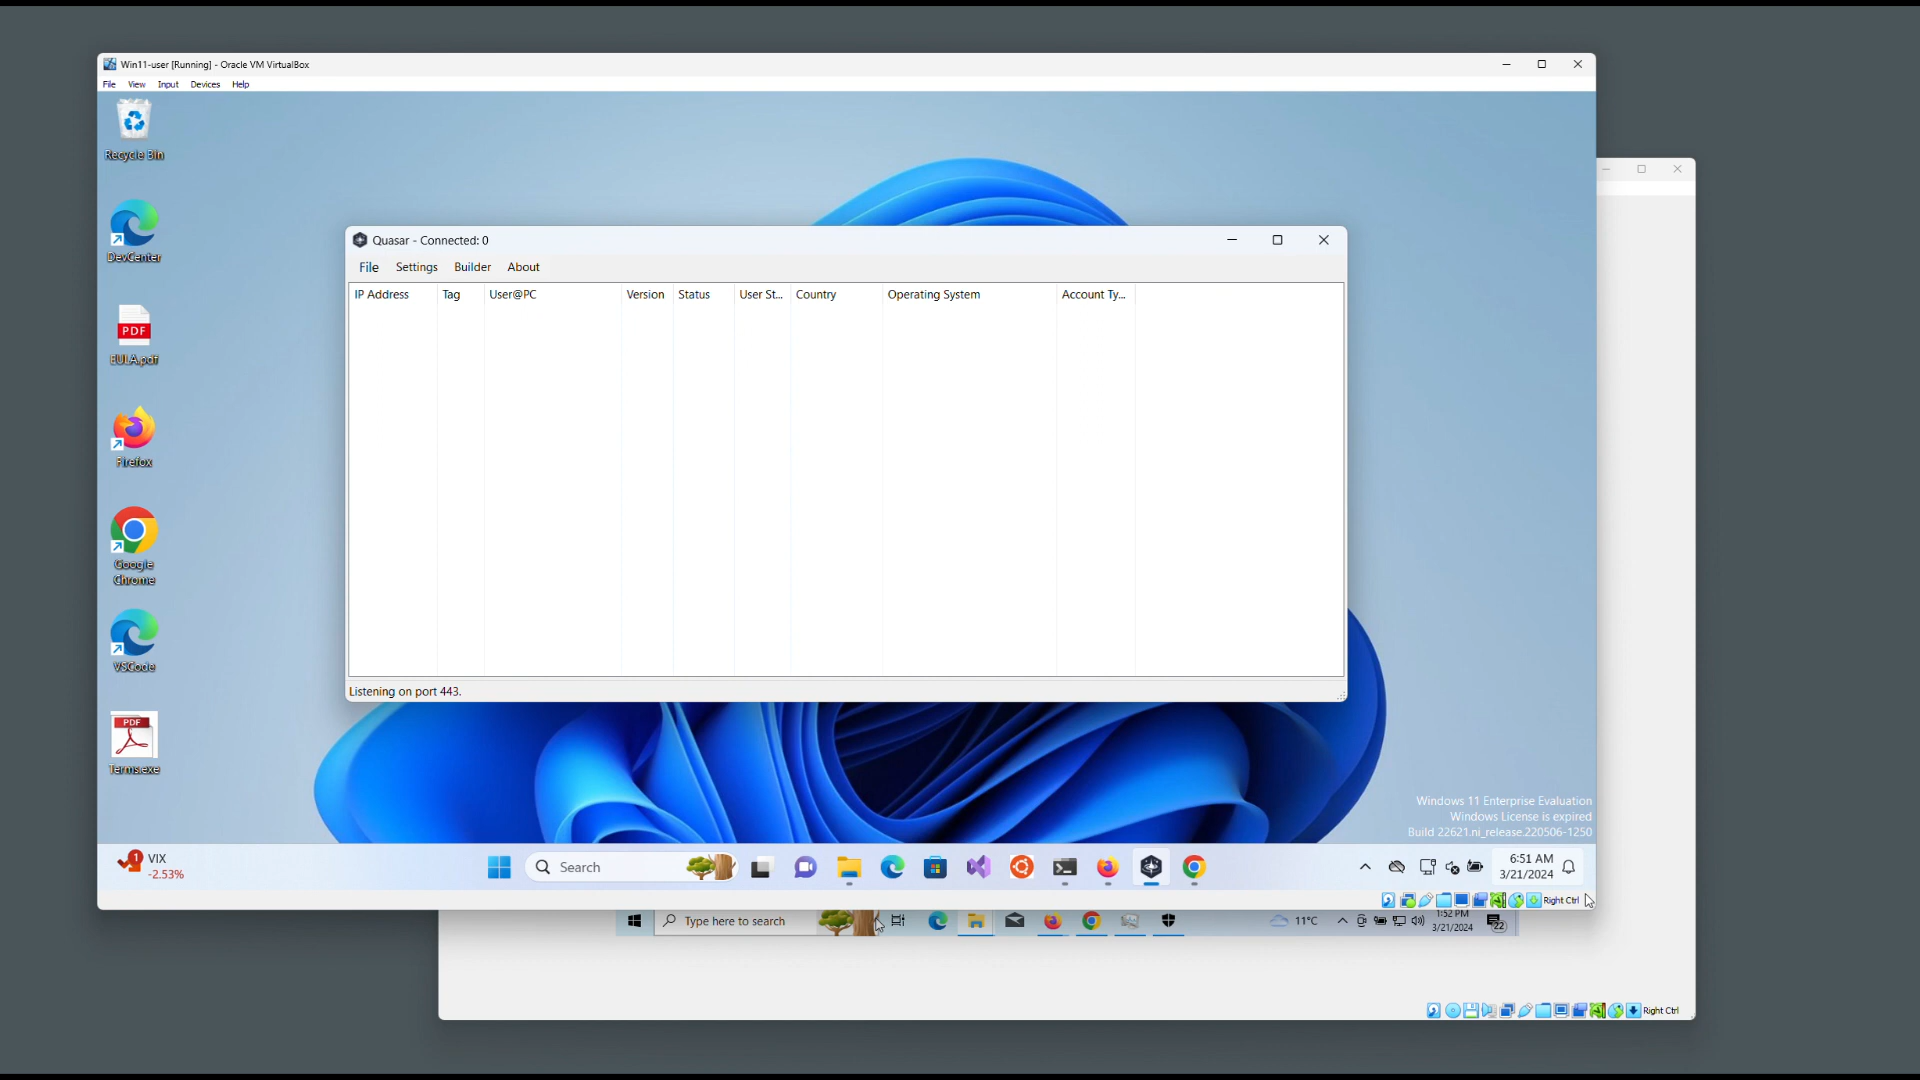 Win11-user [Running] - Oracle VM VirtualBox
File View Input Devices Help
Recycle Bin
DevCenter
PDF
EULA.pdf
Firefox
Google
Chrome
VSCode
PDF
Terms.exe
Quasar - Connected: 0
File Settings Builder About
IP Address Tag User@PC Version Status User St... Country Operating System Account Ty...
Listening on port 443.
Windows 11 Enterprise Evaluation
Windows License is expired
Build 22621.ni_release.220506-1250
1 VIX
-2.53%
Search
6:51 AM
3/21/2024
Right Ctrl
Type here to search
11°C
1:52 PM
3/21/2024
22
Right Ctrl